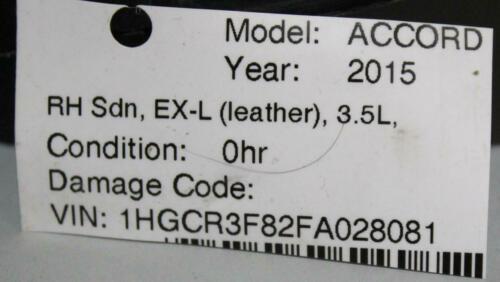 Model: ACCORD
Year: 2015
RH Sdn, EX-L (leather), 3.5L,
Condition: 0hr
Damage Code:
VIN: 1HGCR3F82FA028081